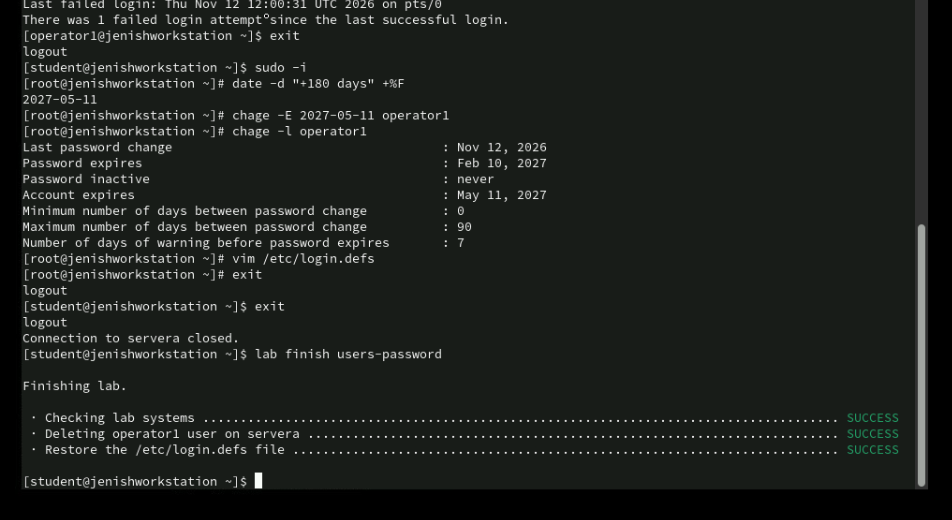 Last failed login: Thu Nov 12 12:00:31 UTC 2026 on pts/0
There was 1 failed login attempt°since the last successful login.
[operator1@jenishworkstation ~]$ exit
logout
[student@jenishworkstation ~]$ sudo -i
[root@jenishworkstation ~]# date -d "+180 days" +%F
2027-05-11
[root@jenishworkstation ~]# chage -E 2027-05-11 operator1
[root@jenishworkstation ~]# chage -l operator1
Last password change : Nov 12, 2026
Password expires : Feb 10, 2027
Password inactive : never
Account expires : May 11, 2027
Minimum number of days between password change : 0
Maximum number of days between password change : 90
Number of days of warning before password expires : 7
[root@jenishworkstation ~]# vim /etc/login.defs
[root@jenishworkstation ~]# exit
logout
[student@jenishworkstation ~]$ exit
logout
Connection to servera closed.
[student@jenishworkstation ~]$ lab finish users-password
Finishing lab.
· Checking lab systems ..................................................................................... SUCCESS
· Deleting operator1 user on servera ....................................................................... SUCCESS
· Restore the /etc/login.defs file ......................................................................... SUCCESS
[student@jenishworkstation ~]$